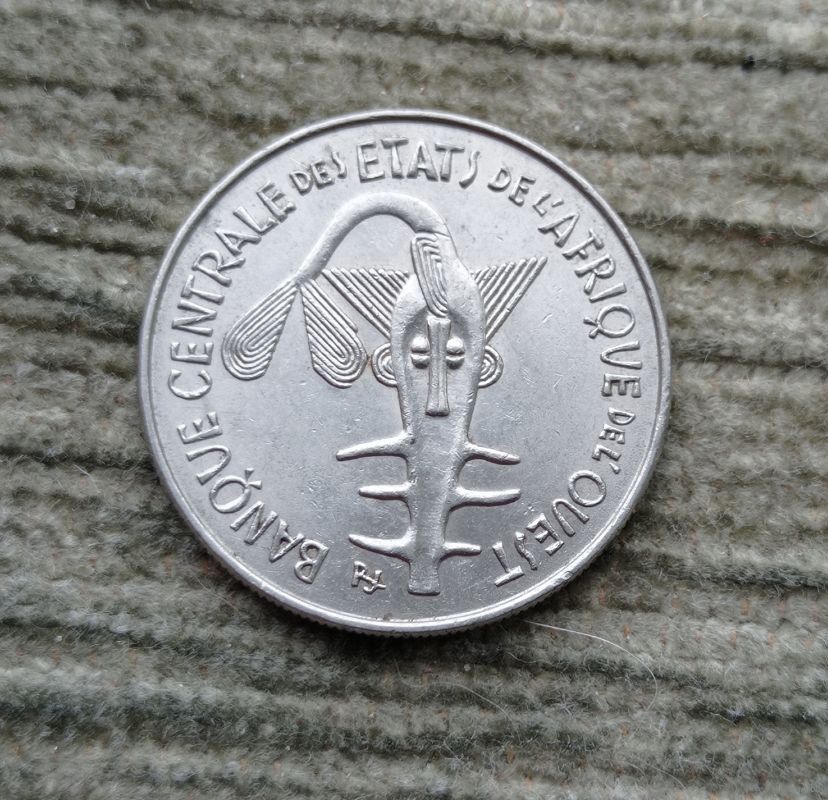 BANQUE CENTRALE DES ETATS DE L'AFRIQUE DE L'OUEST